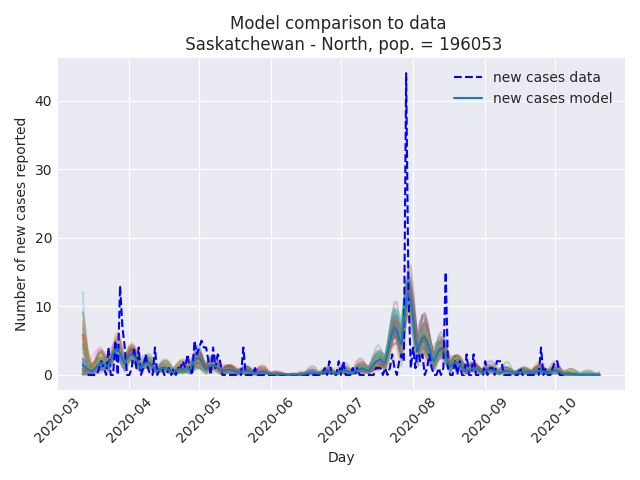 Model comparison to data
Saskatchewan - North, pop. = 196053
new cases data
new cases model
Number of new cases reported
40
30
20
10
0
2020-03
2020-04
2020-05
2020-06
2020-07
2020-08
2020-09
2020-10
Day